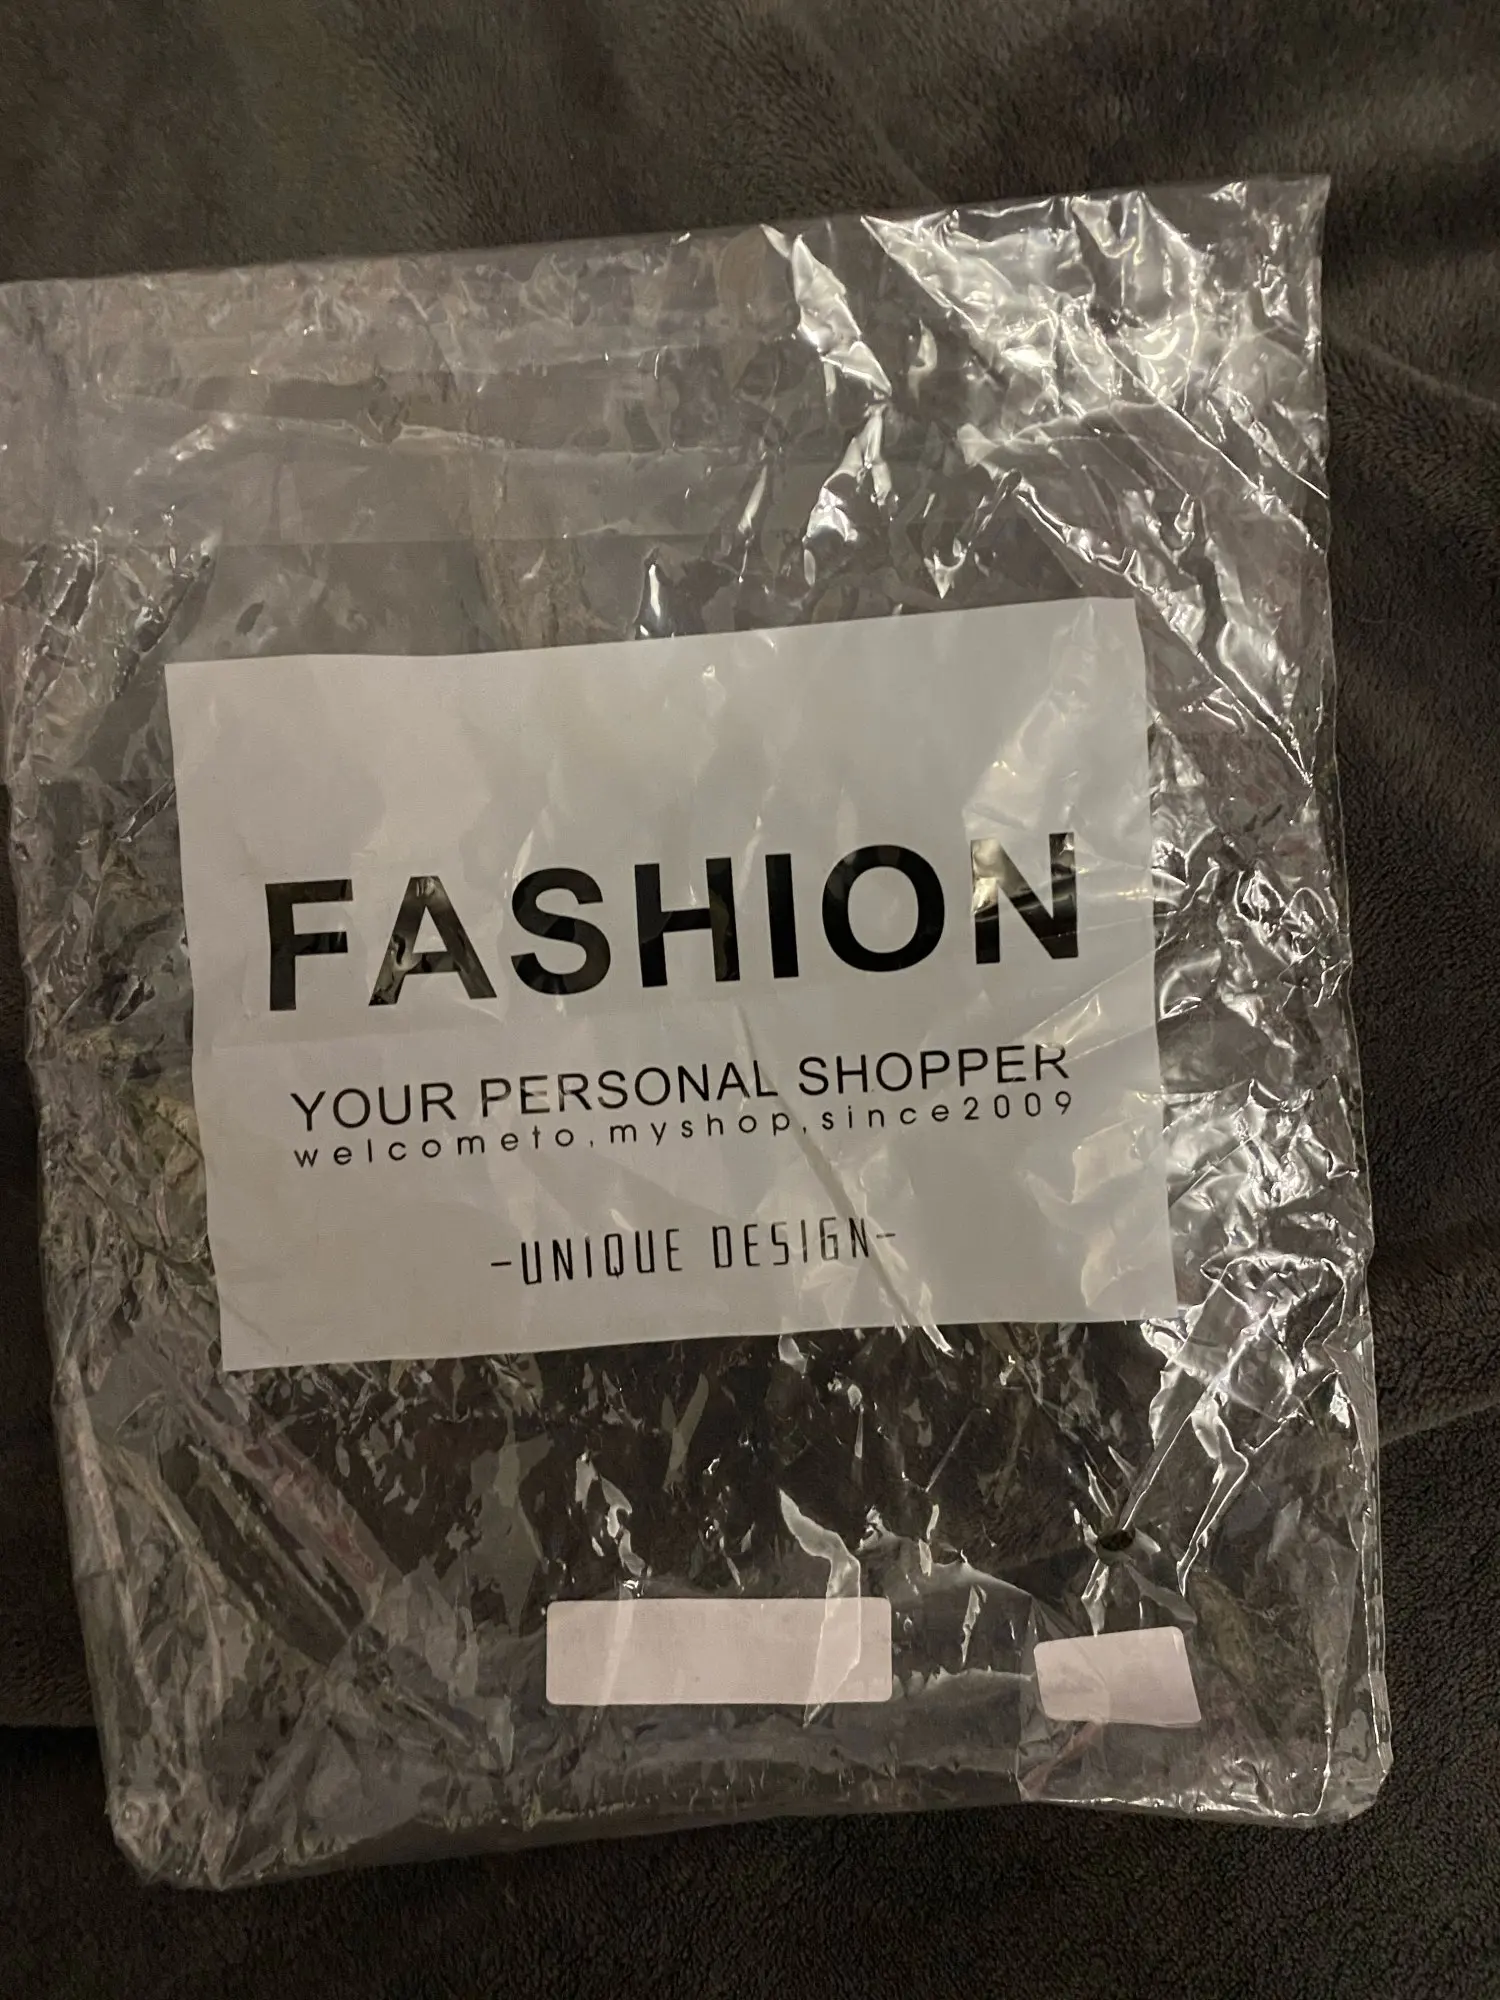 FASHION
YOUR PERSONAL SHOPPER
welcometo,myshop,since2009
-UNIQUE DESIGN-